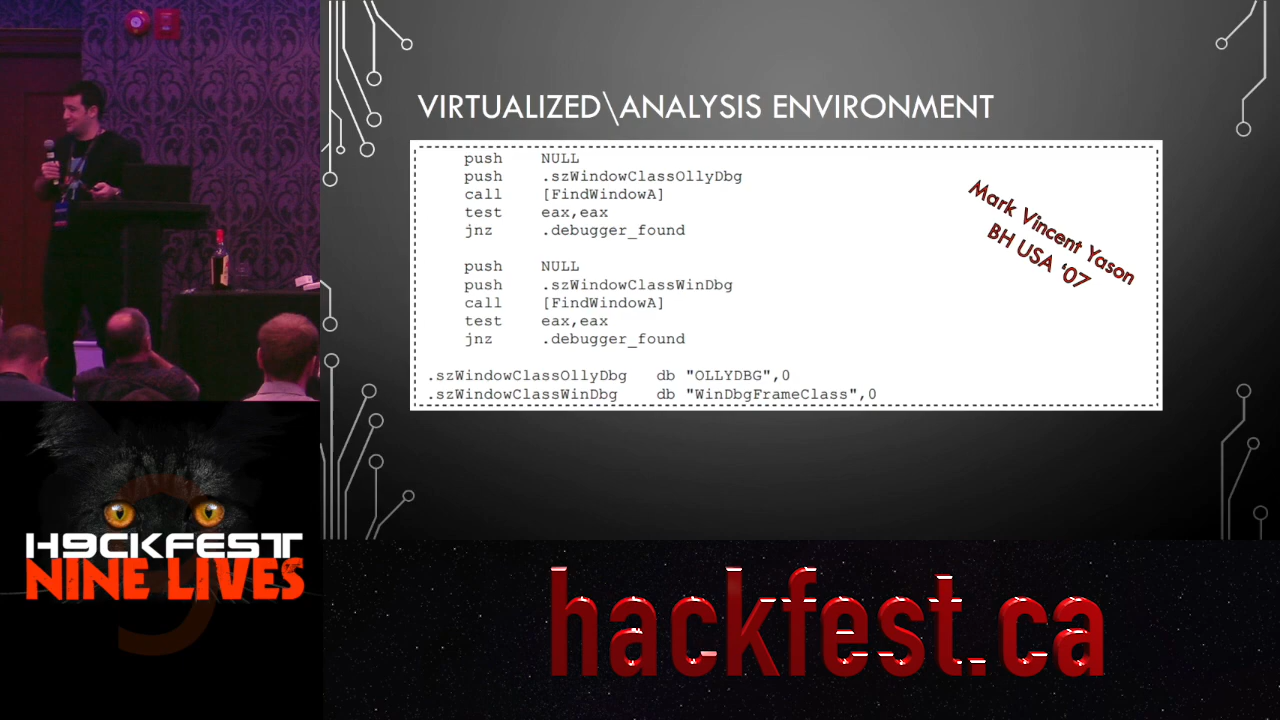 VIRTUALIZED\ANALYSIS ENVIRONMENT
push NULL
push .szWindowClassOllyDbg
call [FindWindowA]
test eax,eax
jnz .debugger_found
push NULL
push .szWindowClassWinDbg
call [FindWindowA]
test eax,eax
jnz .debugger_found
.szWindowClassOllyDbg db "OLLYDBG",0
.szWindowClassWinDbg db "WinDbgFrameClass",0
Mark Vincent Yason
BH USA '07
H9CKFEST
NINE LIVES
hackfest.ca